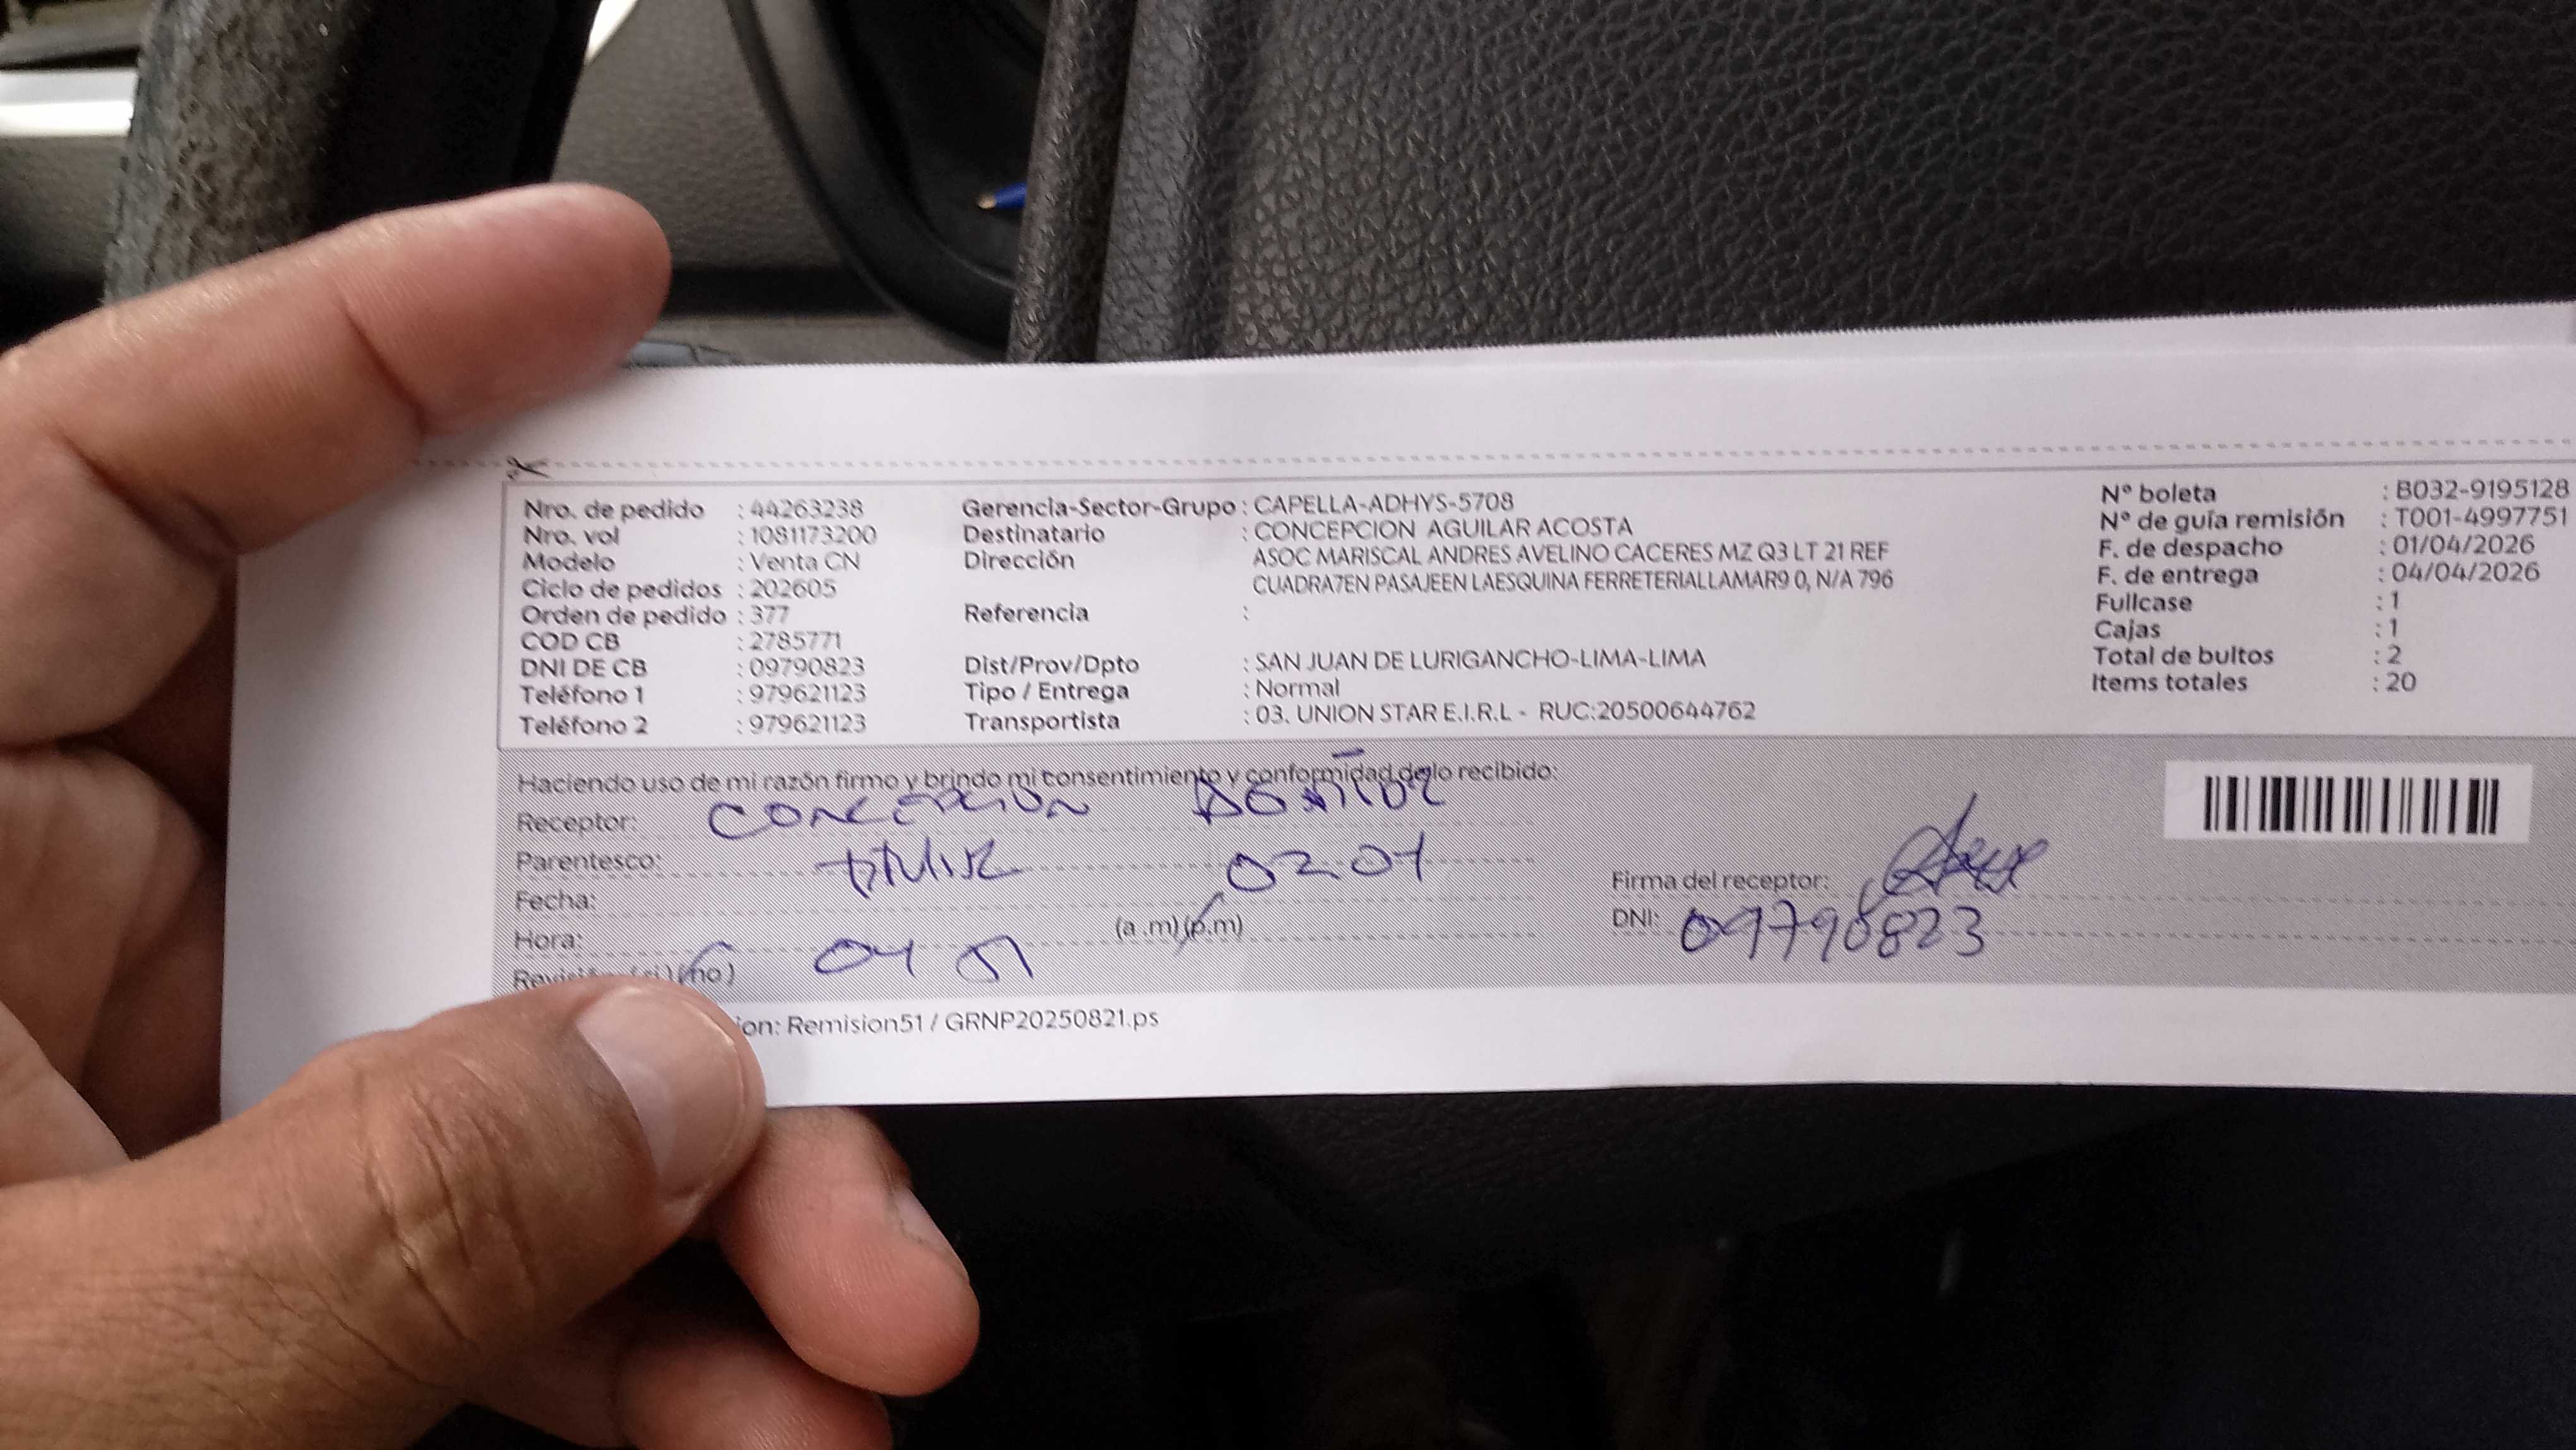 Nro. de pedido : 44263238
Nro. vol : 1081173200
Modelo : Venta CN
Ciclo de pedidos : 202605
Orden de pedido : 377
COD CB : 2785771
DNI DE CB : 09790823
Teléfono 1 : 979621123
Teléfono 2 : 979621123
Gerencia-Sector-Grupo : CAPELLA-ADHYS-5708
Destinatario : CONCEPCION AGUILAR ACOSTA
Dirección ASOC MARISCAL ANDRES AVELINO CACERES MZ Q3 LT 21 REF
CUADRA7EN PASAJEEN LAESQUINA FERRETERIALLAMAR9 0, N/A 796
Referencia :
Dist/Prov/Dpto : SAN JUAN DE LURIGANCHO-LIMA-LIMA
Tipo / Entrega : Normal
Transportista : 03. UNION STAR E.I.R.L - RUC:20500644762
N° boleta : B032-9195128
N° de guía remisión : T001-4997751
F. de despacho : 01/04/2026
F. de entrega : 04/04/2026
Fullcase : 1
Cajas : 1
Total de bultos : 2
Items totales : 20
Haciendo uso de mi razón firmo y brindo mi consentimiento y conformidad de lo recibido:
Receptor: CONCEPCION
Parentesco:
Fecha: 02 04
Hora: 04 51 (a.m) (p.m)
Revisión (si) (no)
Firma del receptor:
DNI: 09790823
ion: Remision51 / GRNP20250821.ps